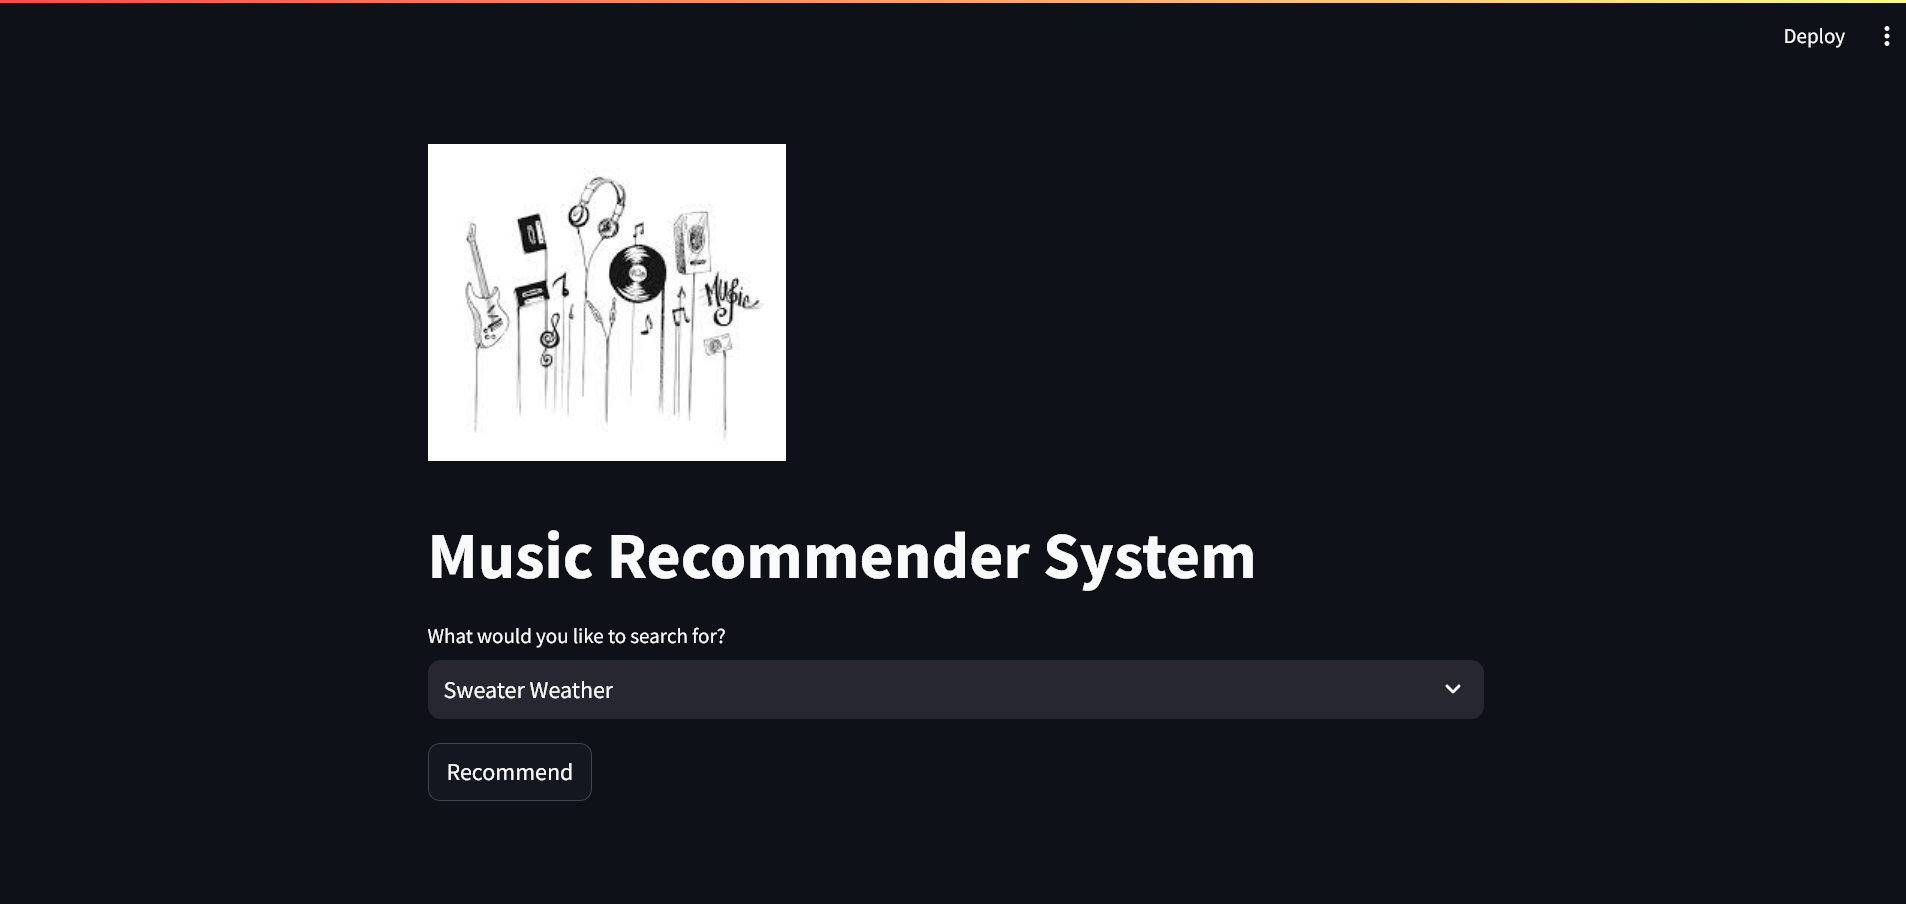 Deploy
Music
Music Recommender System
What would you like to search for?
Sweater Weather
Recommend